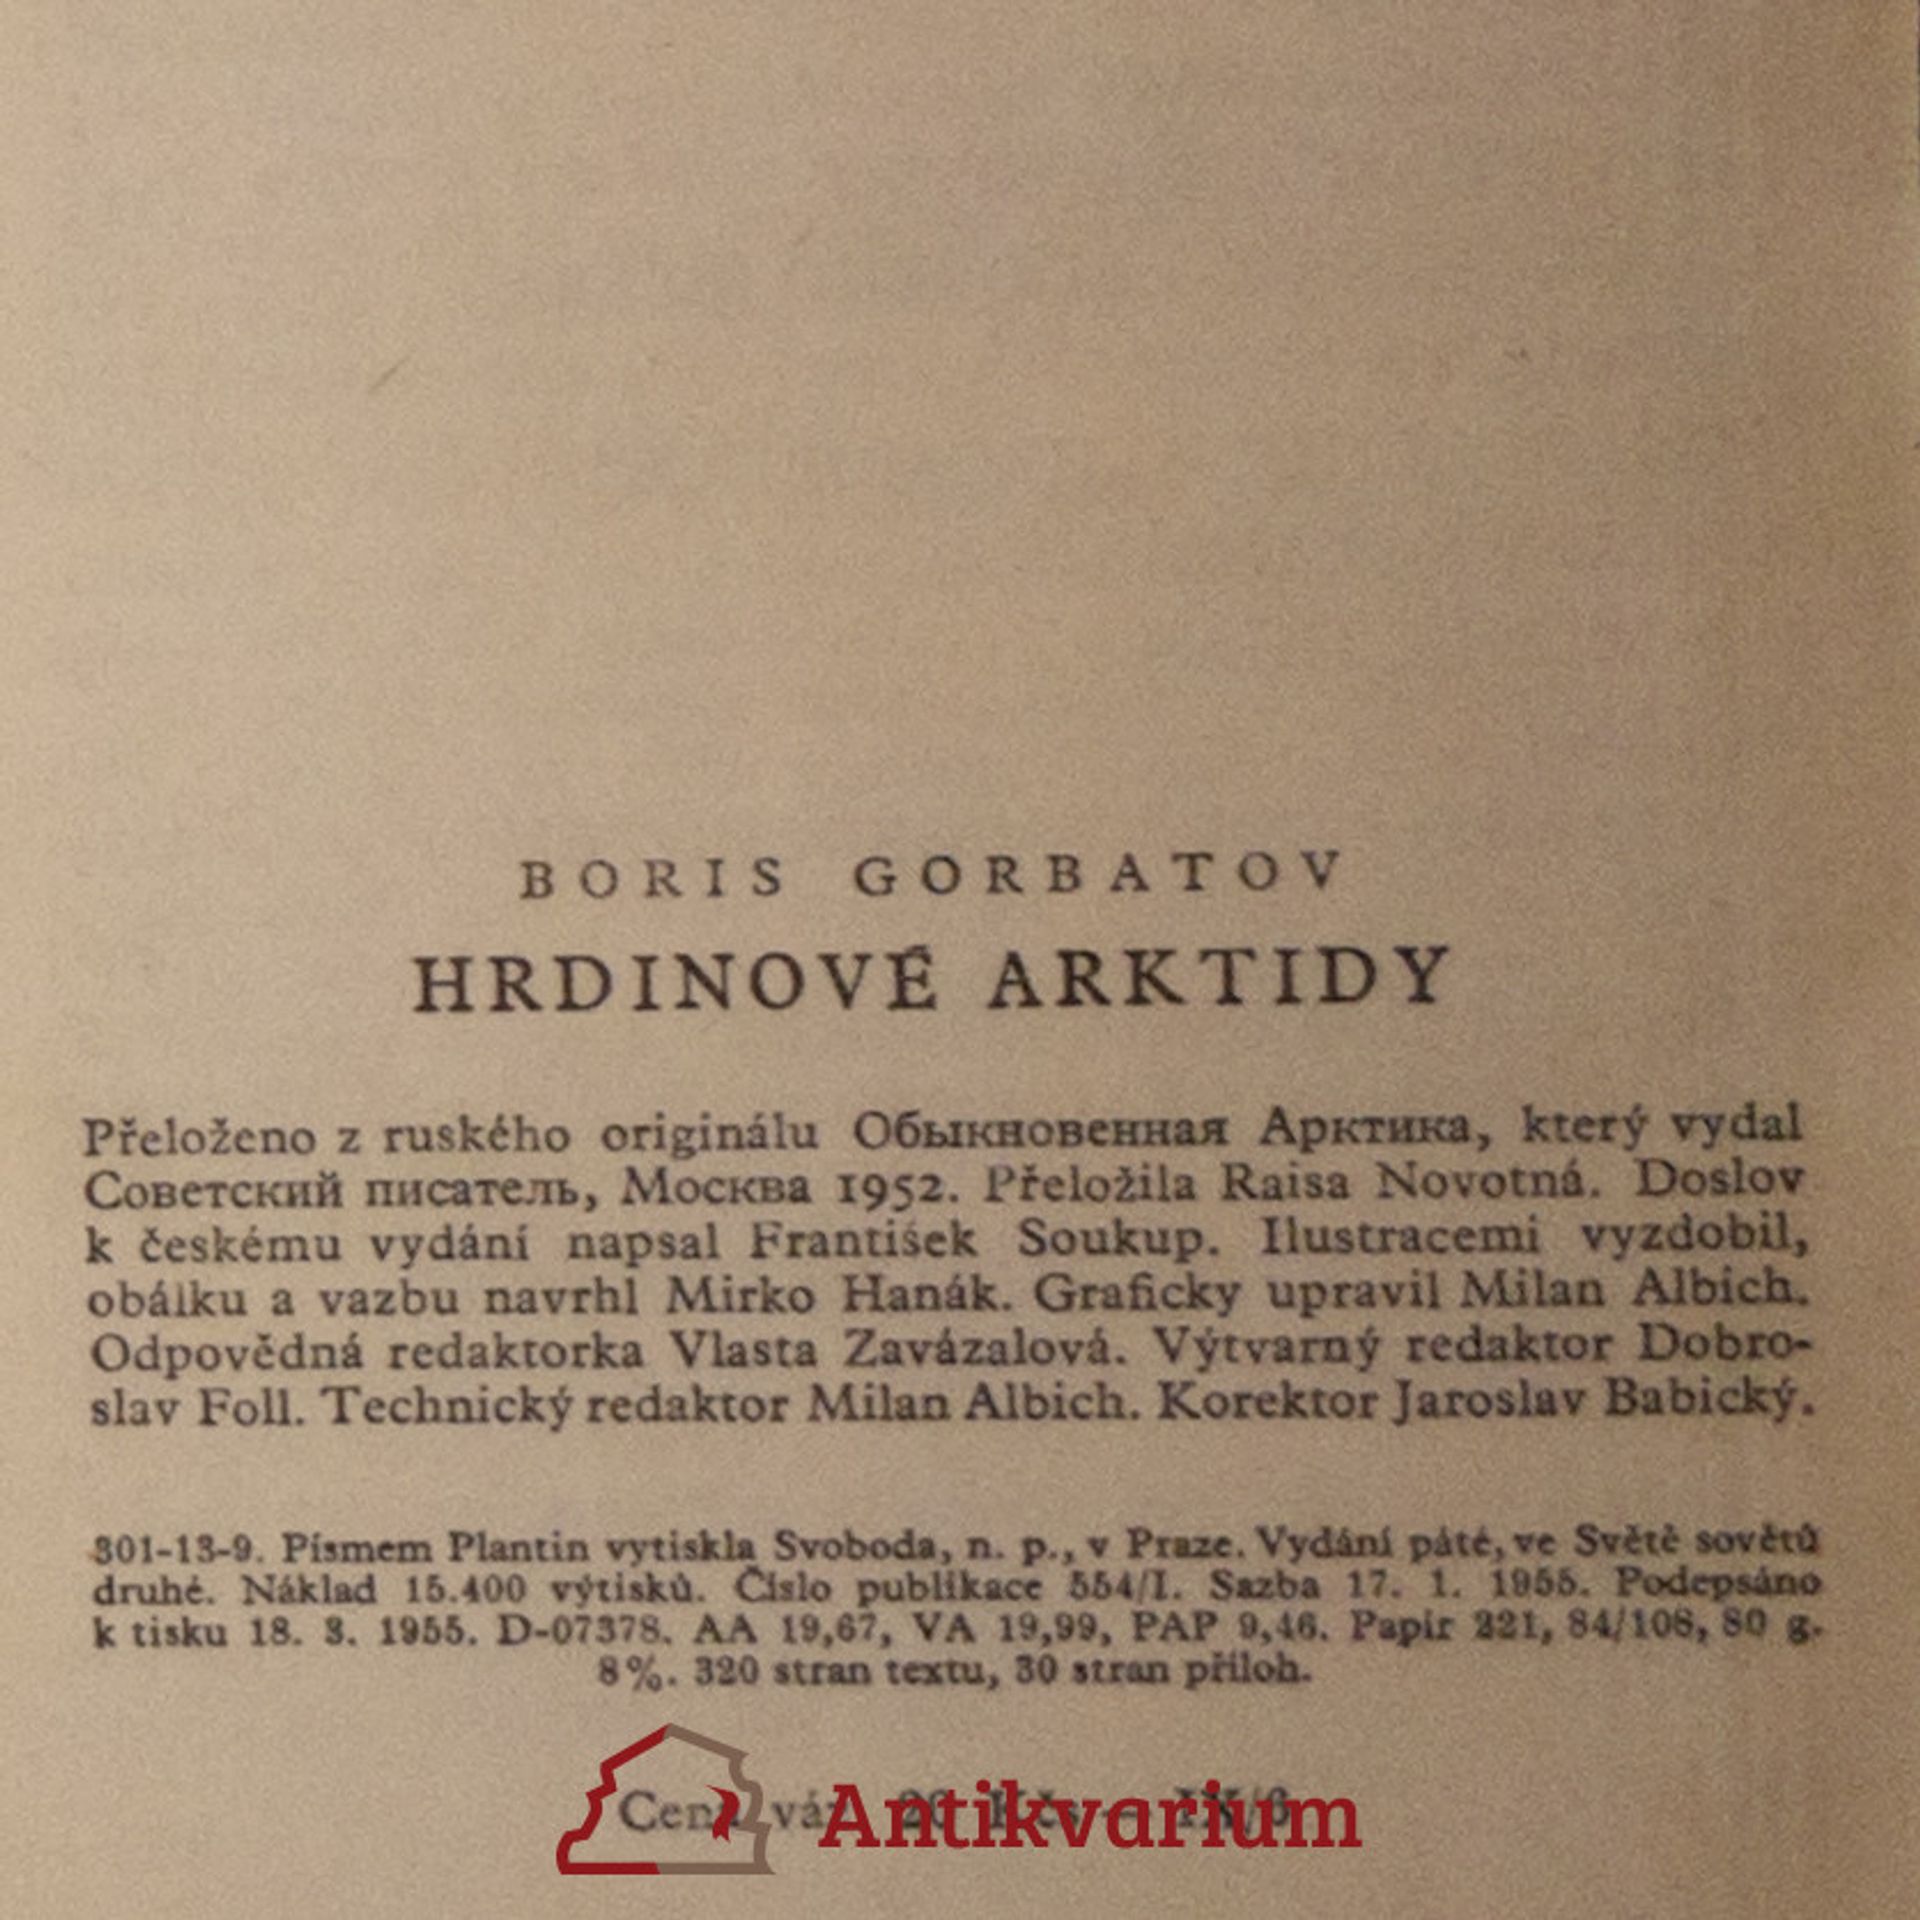 BORIS GORBATOV
HRDINOVÉ ARKTIDY
Přeloženo z ruského originálu Обыкновенная Арктика, který vydal
Советский писатель, Москва 1952. Přeložila Raisa Novotná. Doslov
k českému vydání napsal František Soukup. Ilustracemi vyzdobil,
obálku a vazbu navrhl Mirko Hanák. Graficky upravil Milan Albich.
Odpovědná redaktorka Vlasta Zavázalová. Výtvarný redaktor Dobro-
slav Foll. Technický redaktor Milan Albich. Korektor Jaroslav Babický.
301-13-9. Písmem Plantin vytiskla Svoboda, n. p., v Praze. Vydání páté, ve Světě sovětů
druhé. Náklad 15.400 výtisků. Číslo publikace 554/I. Sazba 17. 1. 1955. Podepsáno
k tisku 18. 3. 1955. D-07378. AA 19,67, VA 19,99, PAP 9,46. Papír 221, 84/108, 80 g.
8%. 320 stran textu, 30 stran příloh.
Cena váz.
Antikvarium